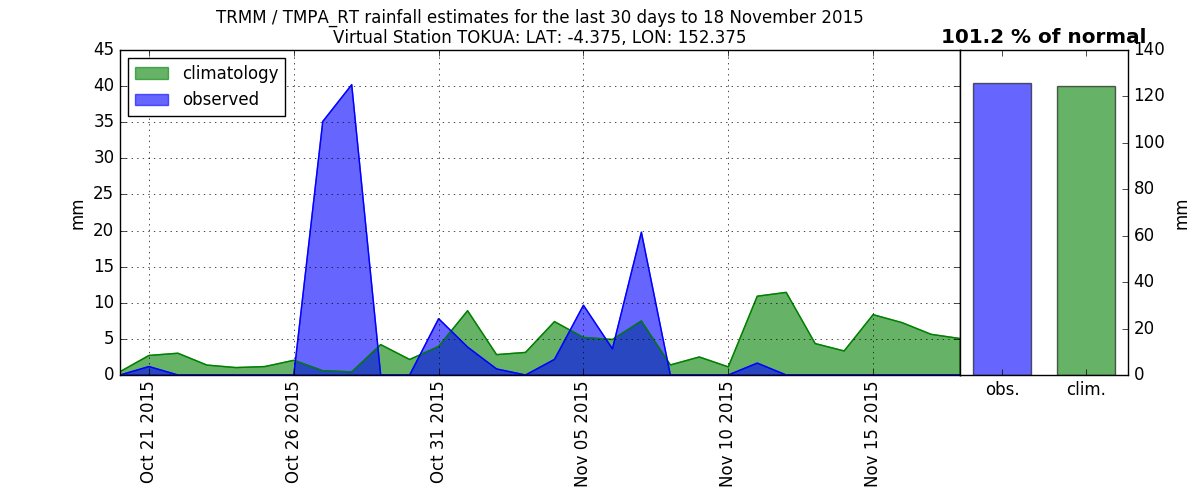 TRMM / TMPA_RT rainfall estimates for the last 30 days to 18 November 2015
Virtual Station TOKUA: LAT: -4.375, LON: 152.375
101.2 % of normal
climatology
observed
45
40
35
30
25
20
15
10
5
0
mm
Oct 21 2015
Oct 26 2015
Oct 31 2015
Nov 05 2015
Nov 10 2015
Nov 15 2015
140
120
100
80
60
40
20
0
mm
obs.
clim.